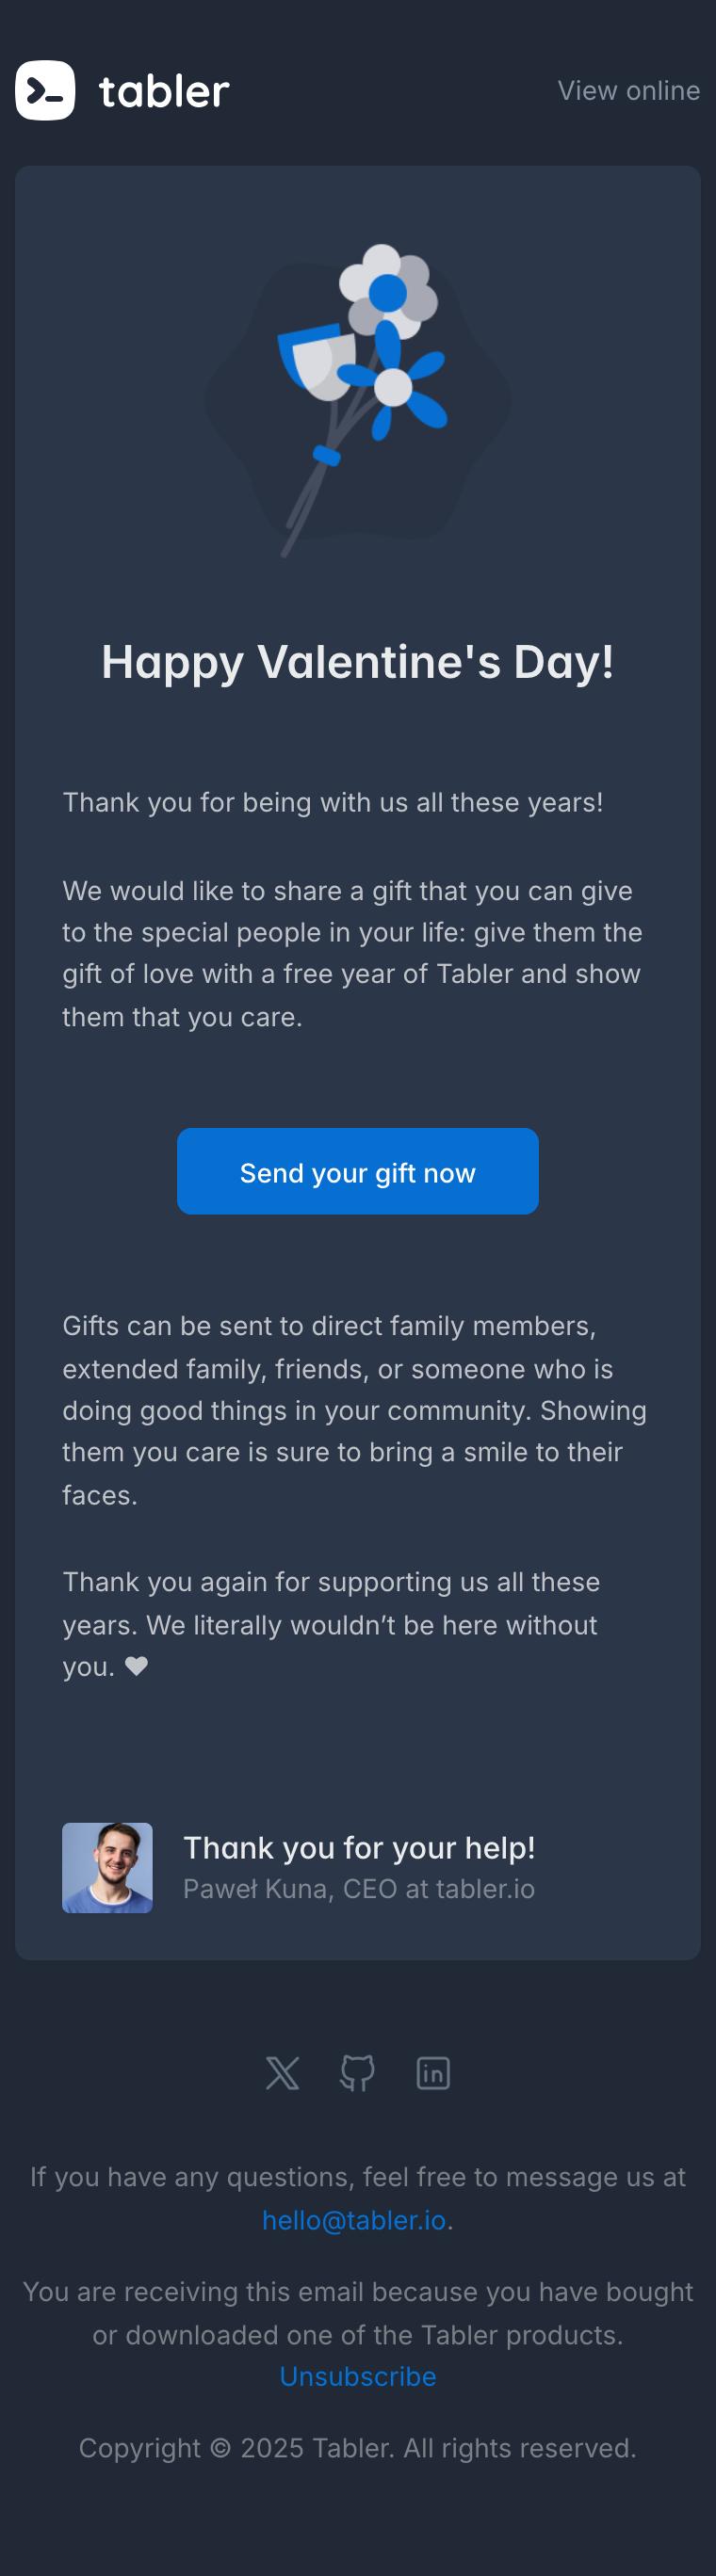 tabler
View online
Happy Valentine's Day!
Thank you for being with us all these years!
We would like to share a gift that you can give
to the special people in your life: give them the
gift of love with a free year of Tabler and show
them that you care.
Send your gift now
Gifts can be sent to direct family members,
extended family, friends, or someone who is
doing good things in your community. Showing
them you care is sure to bring a smile to their
faces.
Thank you again for supporting us all these
years. We literally wouldn’t be here without
you. ♥
Thank you for your help!
Paweł Kuna, CEO at tabler.io
If you have any questions, feel free to message us at
hello@tabler.io.
You are receiving this email because you have bought
or downloaded one of the Tabler products.
Unsubscribe
Copyright © 2025 Tabler. All rights reserved.